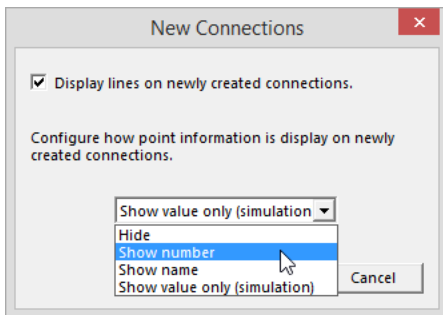 New Connections
Display lines on newly created connections.
Configure how point information is display on newly
created connections.
Show value only (simulation
Hide
Show number
Show name
Show value only (simulation)
Cancel